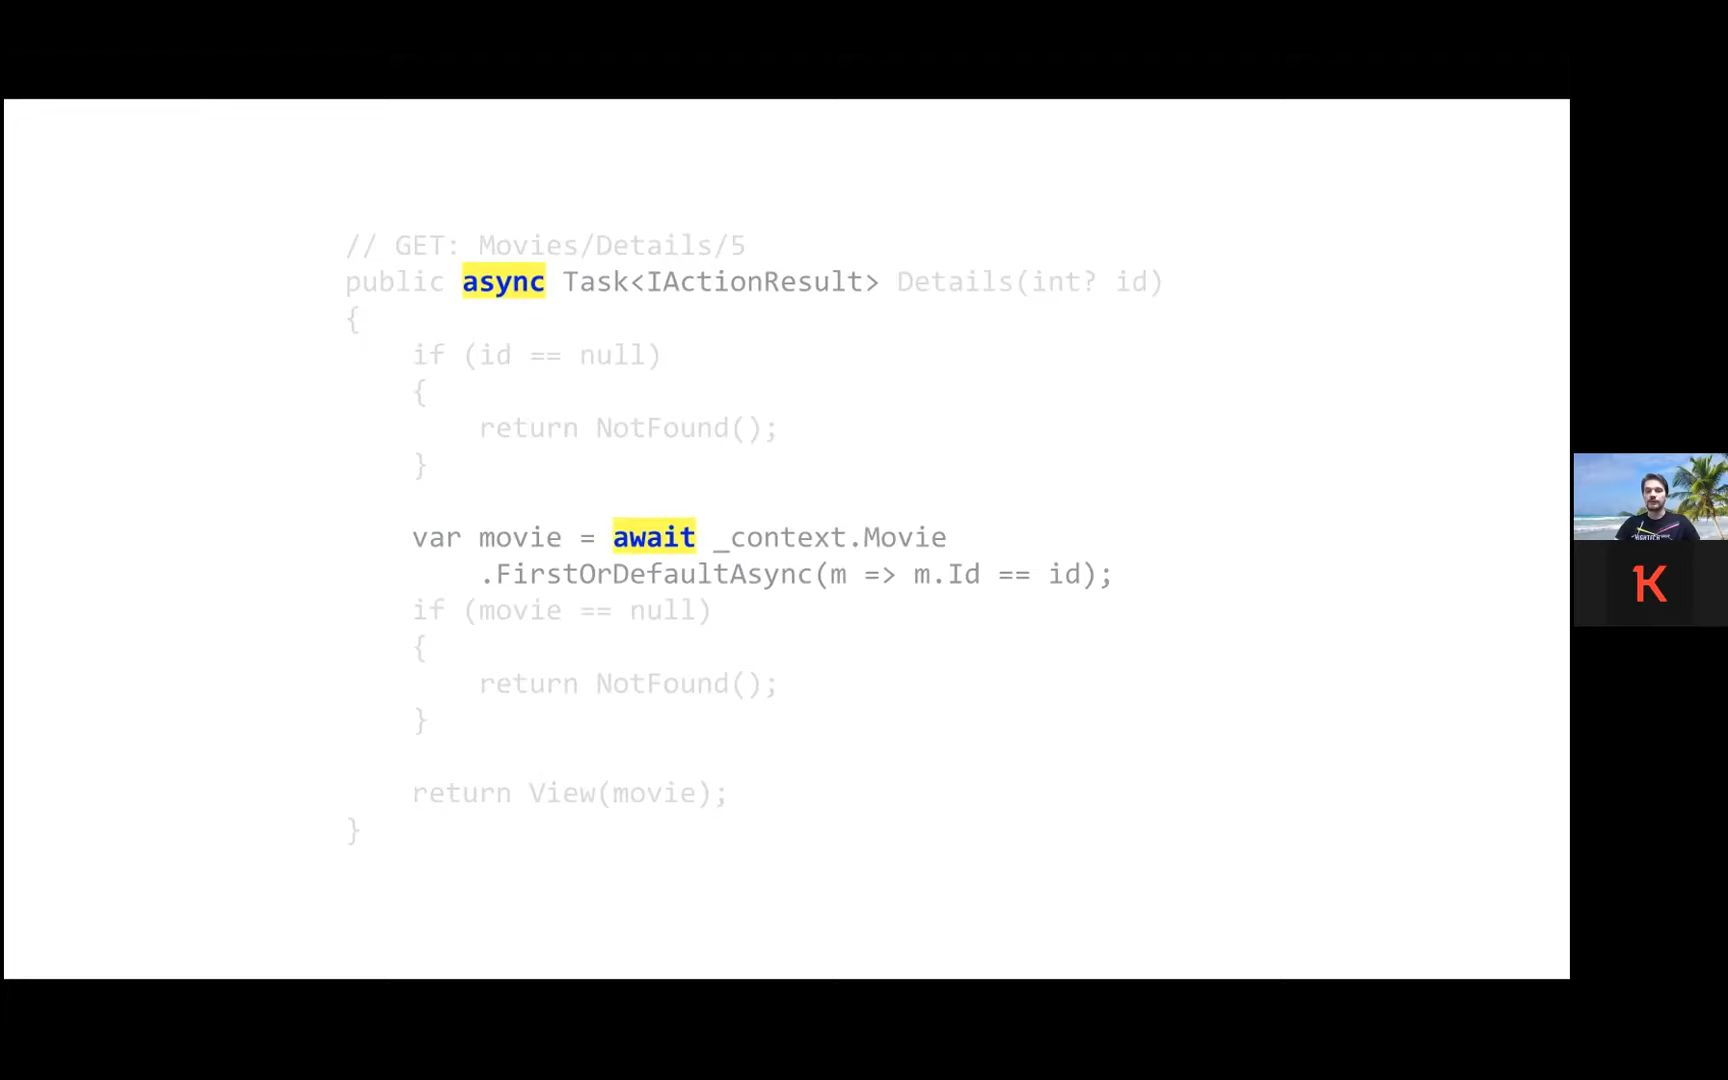 // GET: Movies/Details/5
public async Task<IActionResult> Details(int? id)
{
    if (id == null)
    {
        return NotFound();
    }

    var movie = await _context.Movie
        .FirstOrDefaultAsync(m => m.Id == id);
    if (movie == null)
    {
        return NotFound();
    }

    return View(movie);
}
K